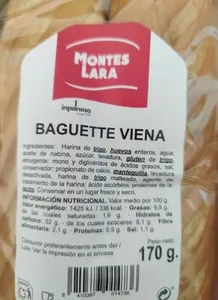 MONTES
LARA
inpanasa
BAGUETTE VIENA
Ingredientes: Harina de trigo, huevos enteros, agua,
aceite de nabina, azúcar, levadura, gluten de trigo,
emulgente: mono y diglicéridos de ácidos grasos, sal,
conservador: propionato de calcio, mantequilla, levadura
desactivada, harina de trigo malteado, agente de
tratamiento de la harina: ácido ascórbico, proteínas de la
leche. Conservar en un lugar fresco y seco.
INFORMACIÓN NUTRICIONAL. Valor medio por 100 g.
Valor energético: 1425 kJ / 338 kcal. Grasas: 9,8 g.
de las cuales saturadas: 1,6 g. Hidratos de
carbono: 52 g. de los cuales azúcares: 8,1 g. Fibra
alimentaria: 2,1 g. Proteínas: 9,5 g. Sal: 1,1 g.
Consumir preferentemente antes del /
Lote: Ver la impresión en el envase
Peso neto:
170 g.
8 410087 014736